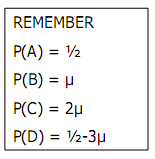 REMEMBER
P(A) = ½
P(B) = μ
P(C) = 2μ
P(D) = ½-3μ